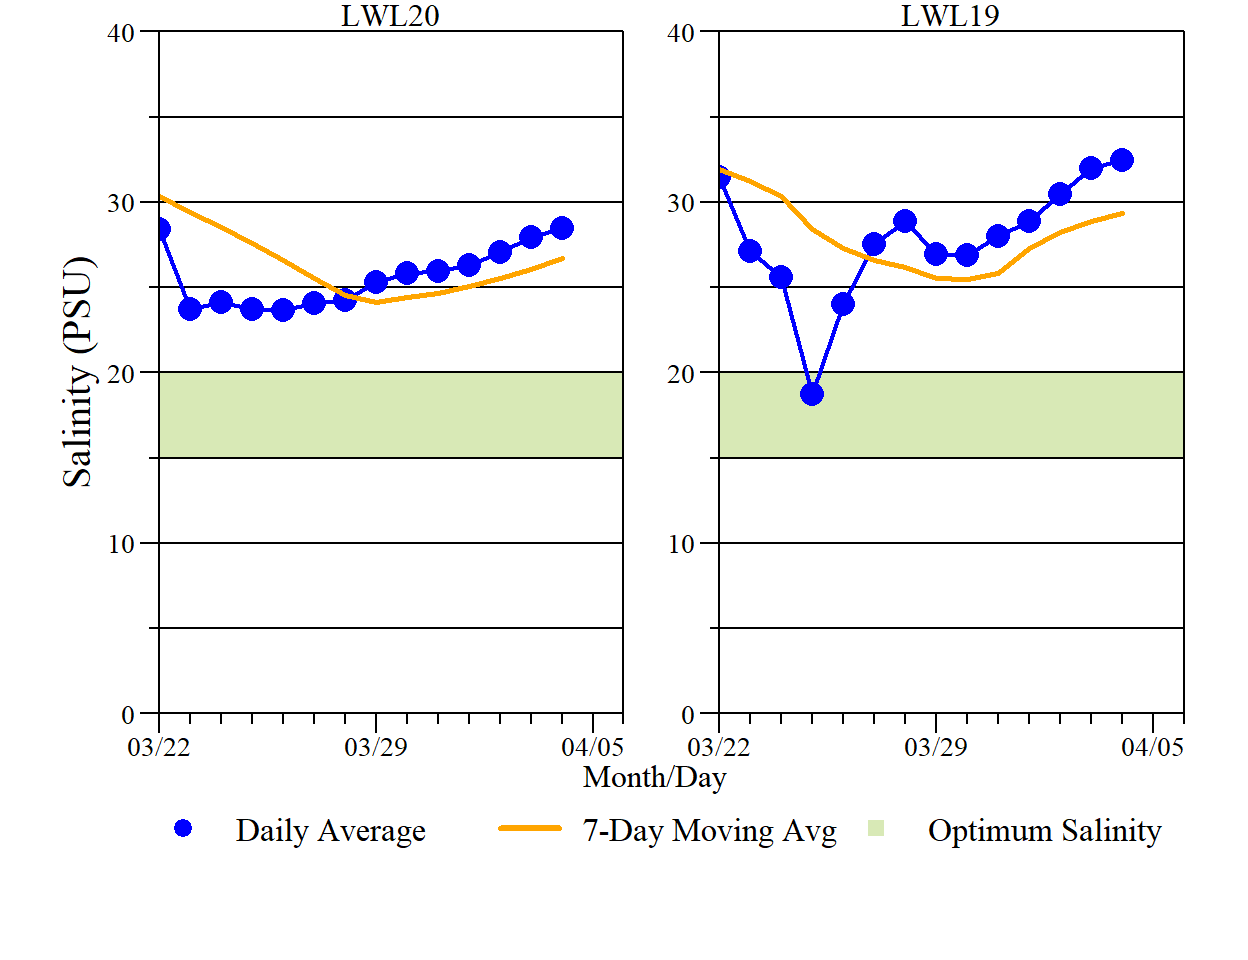 LWL20
LWL19
40
30
20
10
0
40
30
20
10
0
Salinity (PSU)
03/22
03/29
04/05
03/22
03/29
04/05
Month/Day
Daily Average
7-Day Moving Avg
Optimum Salinity